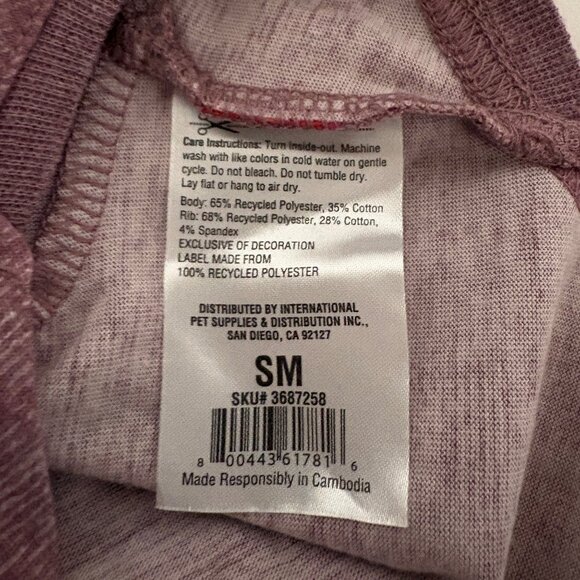 Care Instructions: Turn inside-out. Machine
wash with like colors in cold water on gentle
cycle. Do not bleach. Do not tumble dry.
Lay flat or hang to air dry.
Body: 65% Recycled Polyester, 35% Cotton
Rib: 68% Recycled Polyester, 28% Cotton,
4% Spandex
EXCLUSIVE OF DECORATION
LABEL MADE FROM
100% RECYCLED POLYESTER
DISTRIBUTED BY INTERNATIONAL
PET SUPPLIES & DISTRIBUTION INC.,
SAN DIEGO, CA 92127
SM
SKU# 3687258
8 00443 61781 6
Made Responsibly in Cambodia